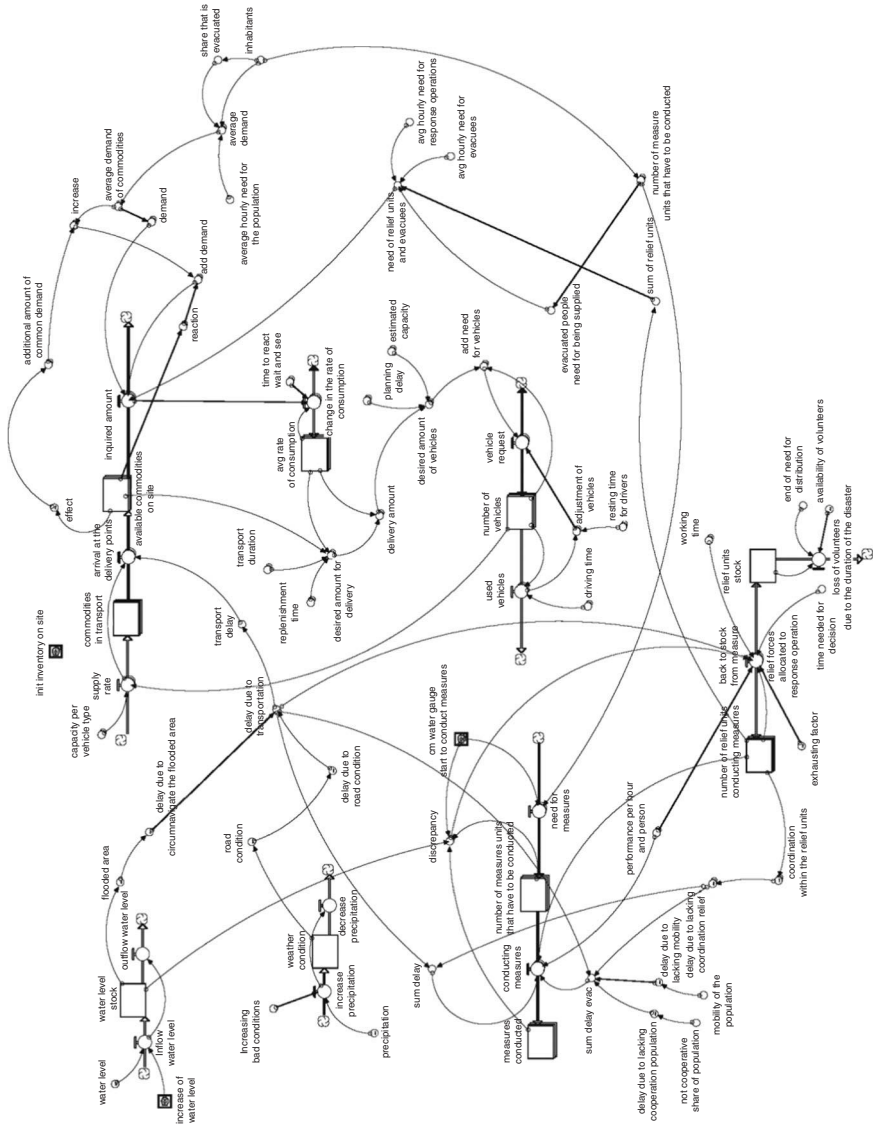 share that is
evacuated
inhabitants
average
demand
average demand
of commodities
increase
demand
average hourly need for
the population
add demand
additional amount of
common demand
reaction
inquired amount
effect
available commodities
on site
arrival at the
delivery points
commodities
in transport
supply
rate
capacity per
vehicle type
init inventory on site
transport
delay
avg hourly need for
response operations
avg hourly need for
evacuees
need of relief units
and evacuees
number of measure
units that have to be conducted
sum of relief units
evacuated people
need for being supplied
time to react
wait and see
change in the rate of
consumption
avg rate
of consumption
estimated
capacity
planning
delay
desired amount
of vehicles
add need
for vehicles
delivery amount
transport
duration
replenishment
time
desired amount for
delivery
vehicle
request
number of
vehicles
adjustment of
vehicles
resting time
for drivers
used vehicles
driving time
working
time
end of need for
distribution
availability of volunteers
relief units
stock
loss of volunteers
due to the duration of the disaster
time needed for
decision
back to stock
from measure
relief forces
allocated to
response operation
number of relief units
conducting measures
exhausting factor
performance per hour
and person
coordination
within the relief units
delay due to
transportation
delay due to
circumnavigate the flooded area
flooded area
delay due to
road condition
road
condition
cm water gauge
start to conduct measures
discrepancy
need for
measures
number of measures units
that have to be conducted
conducting
measures
measures
conducted
sum delay
sum delay evac
delay due to
lacking mobility
delay due to lacking
coordination relief
mobility of the
population
delay due to lacking
cooperation population
not cooperative
share of population
weather
condition
decrease
precipitation
increase
precipitation
Increasing
bad conditions
precipitation
outflow water level
water level
stock
Inflow
water level
water level
increase of
water level